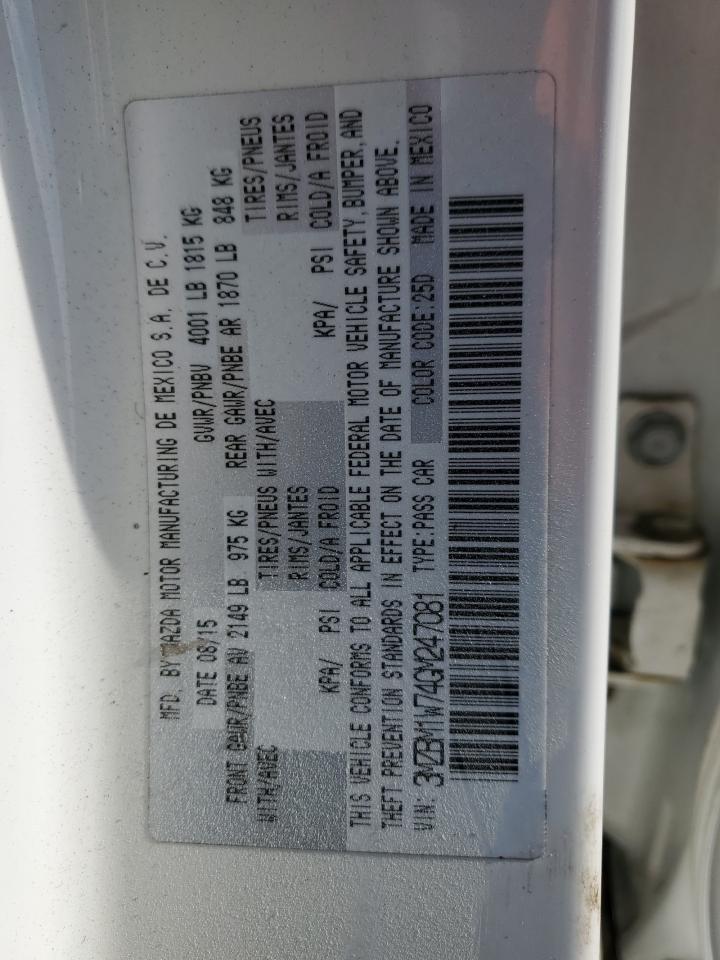 MFD. BY MAZDA MOTOR MANUFACTURING DE MEXICO S.A. DE C.V.
DATE 08/15 GVWR/PNBV 4001 LB 1815 KG
FRONT GAWR/PNBE AV 2149 LB 975 KG REAR GAWR/PNBE AR 1870 LB 848 KG
WITH/AVEC TIRES/PNEUS WITH/AVEC TIRES/PNEUS
RIMS/JANTES RIMS/JANTES
KPA/ PSI COLD/A FROID KPA/ PSI COLD/A FROID
THIS VEHICLE CONFORMS TO ALL APPLICABLE FEDERAL MOTOR VEHICLE SAFETY, BUMPER, AND
THEFT PREVENTION STANDARDS IN EFFECT ON THE DATE OF MANUFACTURE SHOWN ABOVE.
VIN: 3MZBM1W74GM247081 TYPE:PASS CAR COLOR CODE:25D MADE IN MEXICO